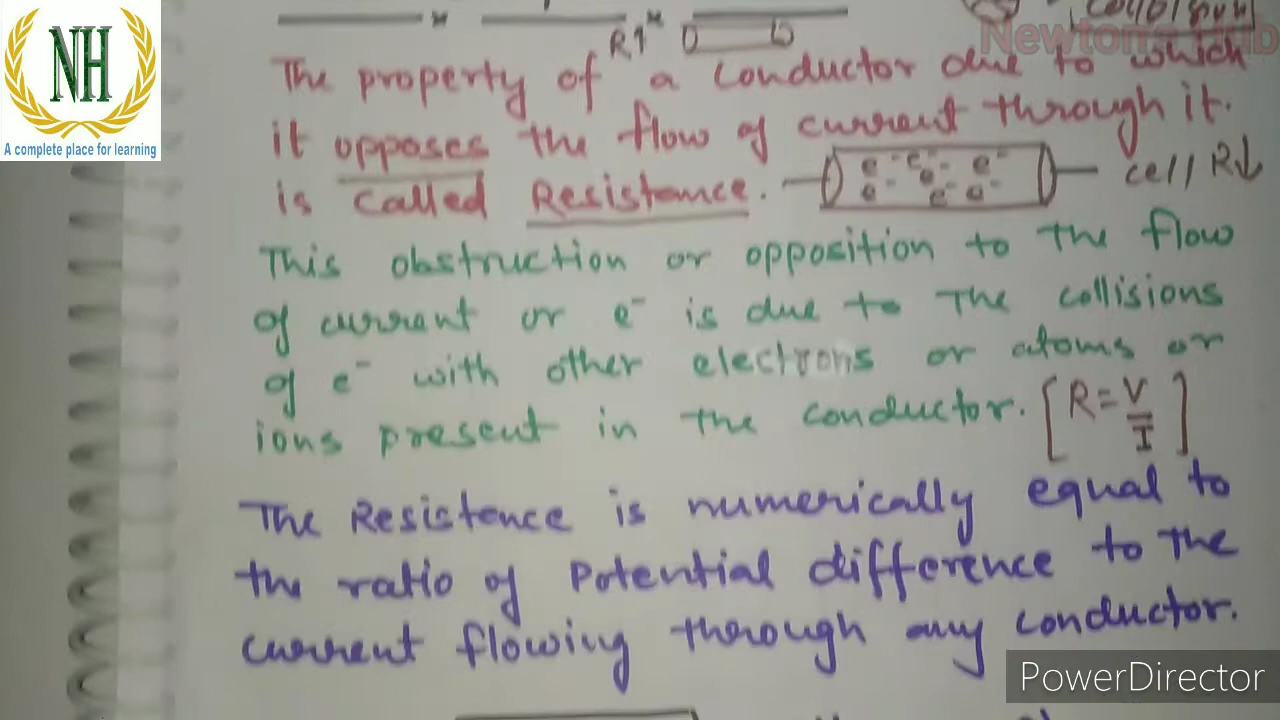 R↑
Newtons Hub
NH
A complete place for learning
The property of a conductor due to which
it opposes the flow of current through it.
is called Resistance.
e⁻ e⁻ e⁻ e⁻ e⁻ e⁻ e⁻
cell R↓
This obstruction or opposition to the flow
of current or e⁻ is due to The collisions
of e⁻ with other electrons or atoms or
ions present in the conductor. [R = V/I]
The Resistence is numerically equal to
the ratio of Potential difference to the
current flowing through any conductor.
PowerDirector